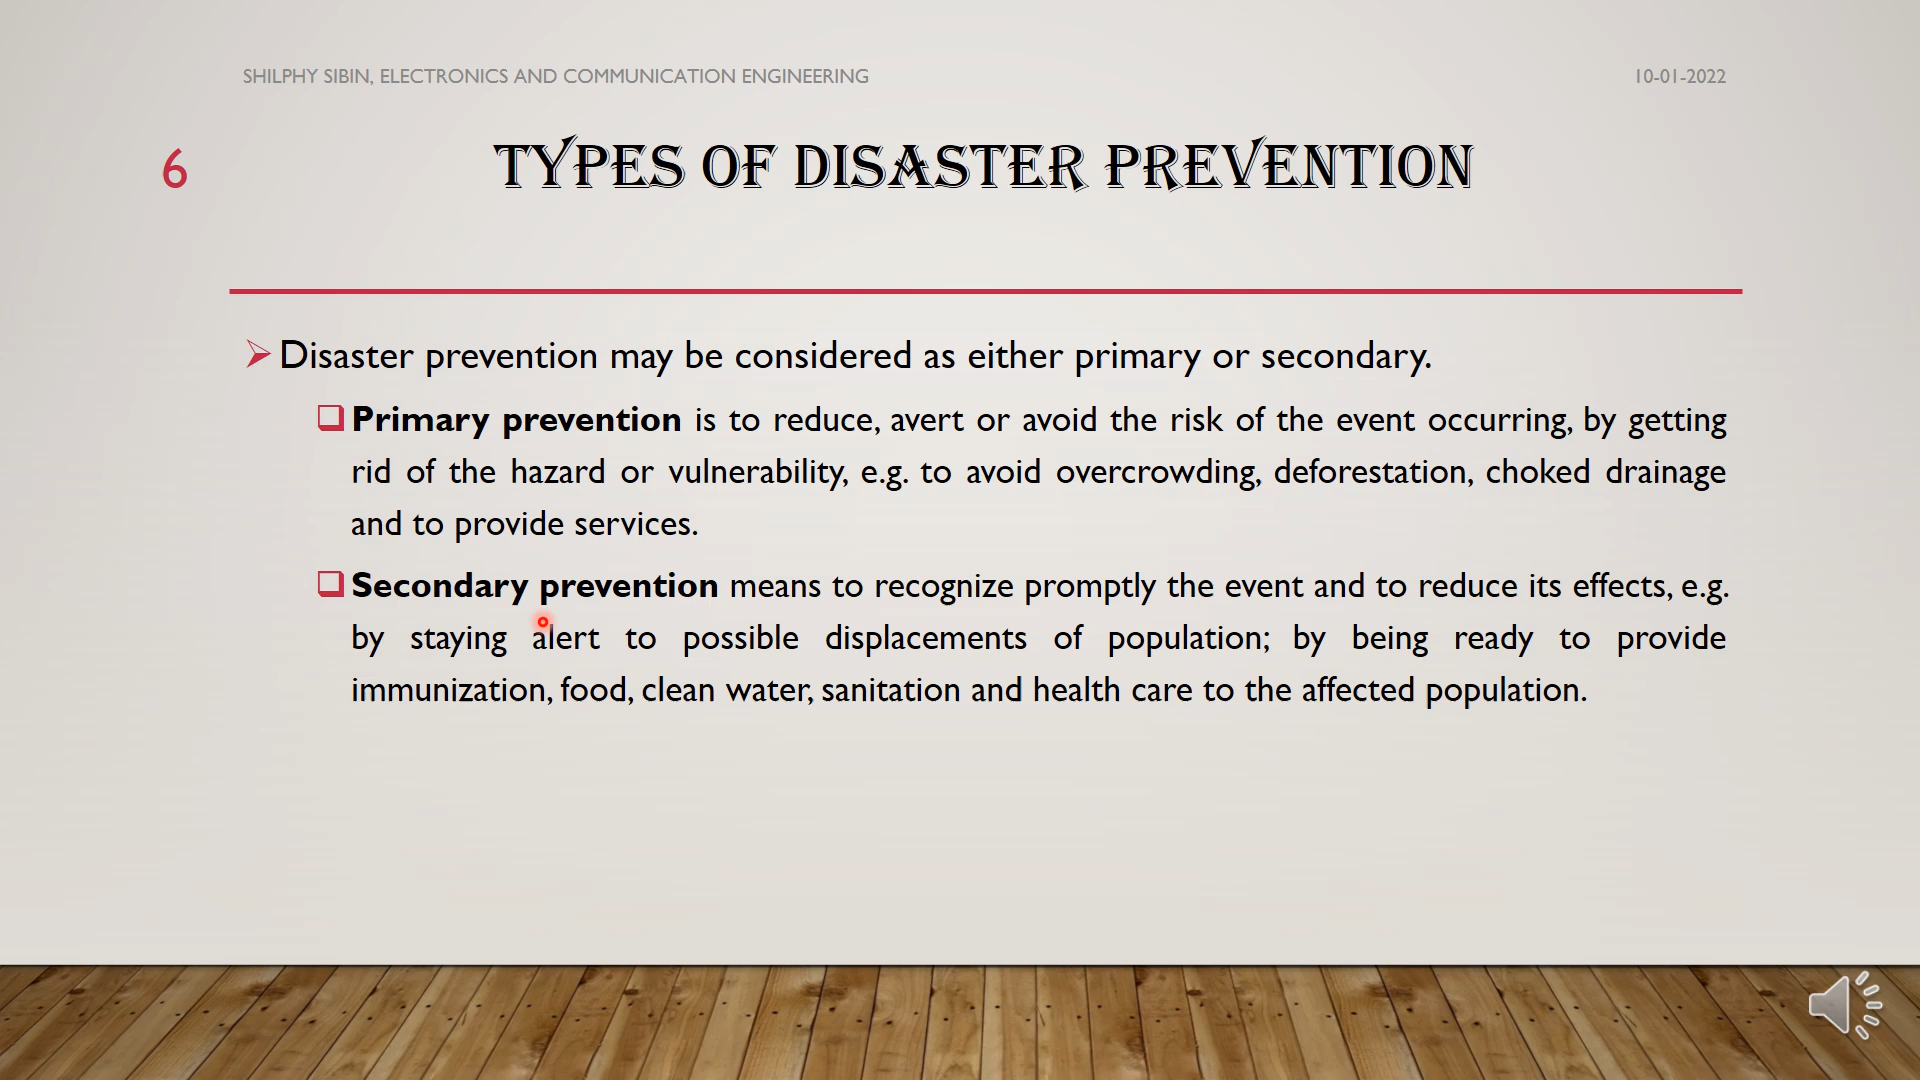 SHILPHY SIBIN, ELECTRONICS AND COMMUNICATION ENGINEERING
10-01-2022
6
TYPES OF DISASTER PREVENTION
Disaster prevention may be considered as either primary or secondary.
Primary prevention is to reduce, avert or avoid the risk of the event occurring, by getting
rid of the hazard or vulnerability, e.g. to avoid overcrowding, deforestation, choked drainage
and to provide services.
Secondary prevention means to recognize promptly the event and to reduce its effects, e.g.
by staying alert to possible displacements of population; by being ready to provide
immunization, food, clean water, sanitation and health care to the affected population.